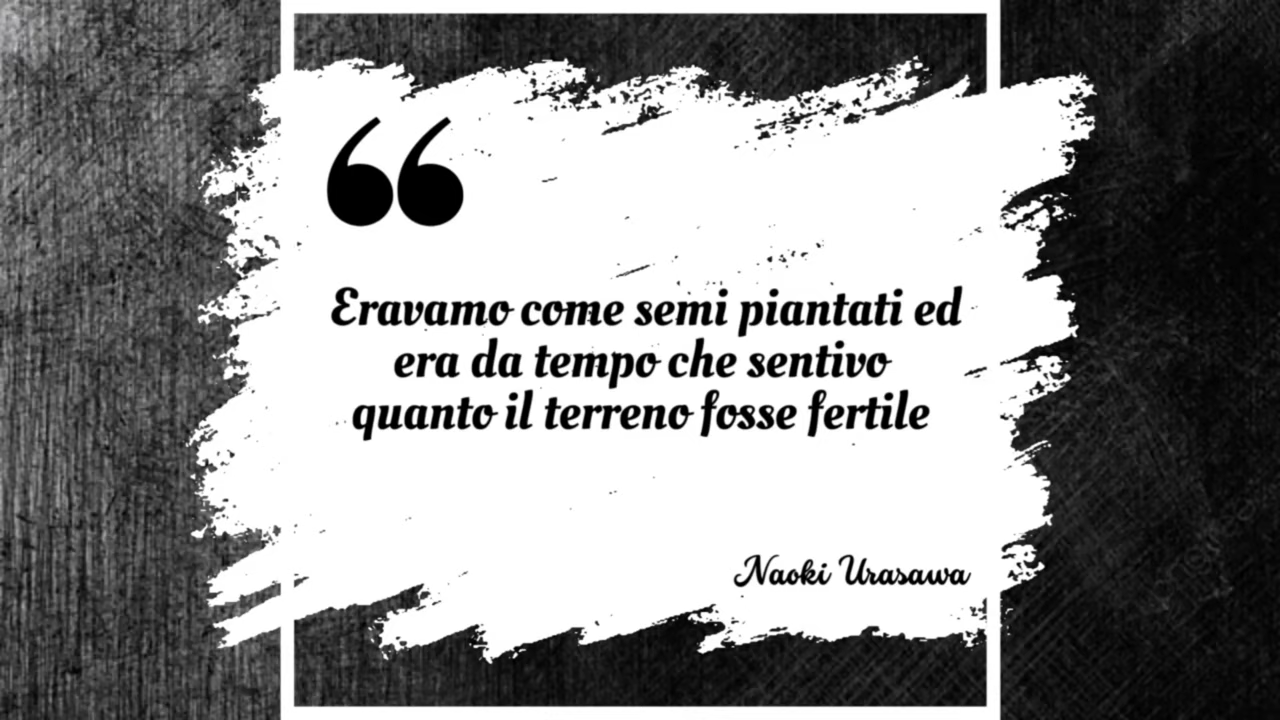 “
Eravamo come semi piantati ed
era da tempo che sentivo
quanto il terreno fosse fertile
Naoki Urasawa